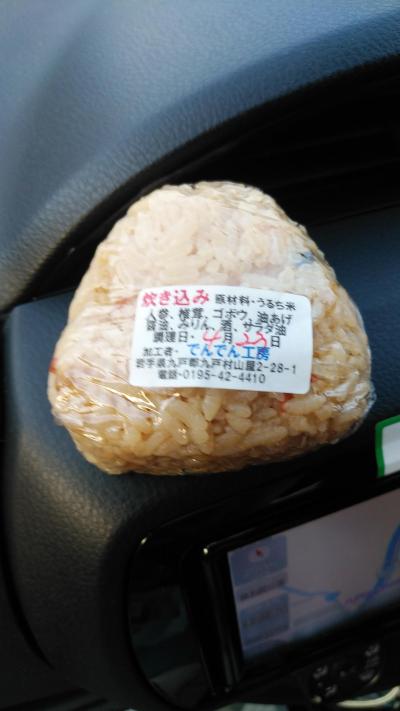 炊き込み 原材料・うるち米
人参、椎茸、ゴボウ、油あげ
醤油、みりん、酒、サラダ油
調理日・4月 日
加工者・でんでん工房
岩手県九戸郡九戸村山屋2-28-1
電話・0195-42-4410